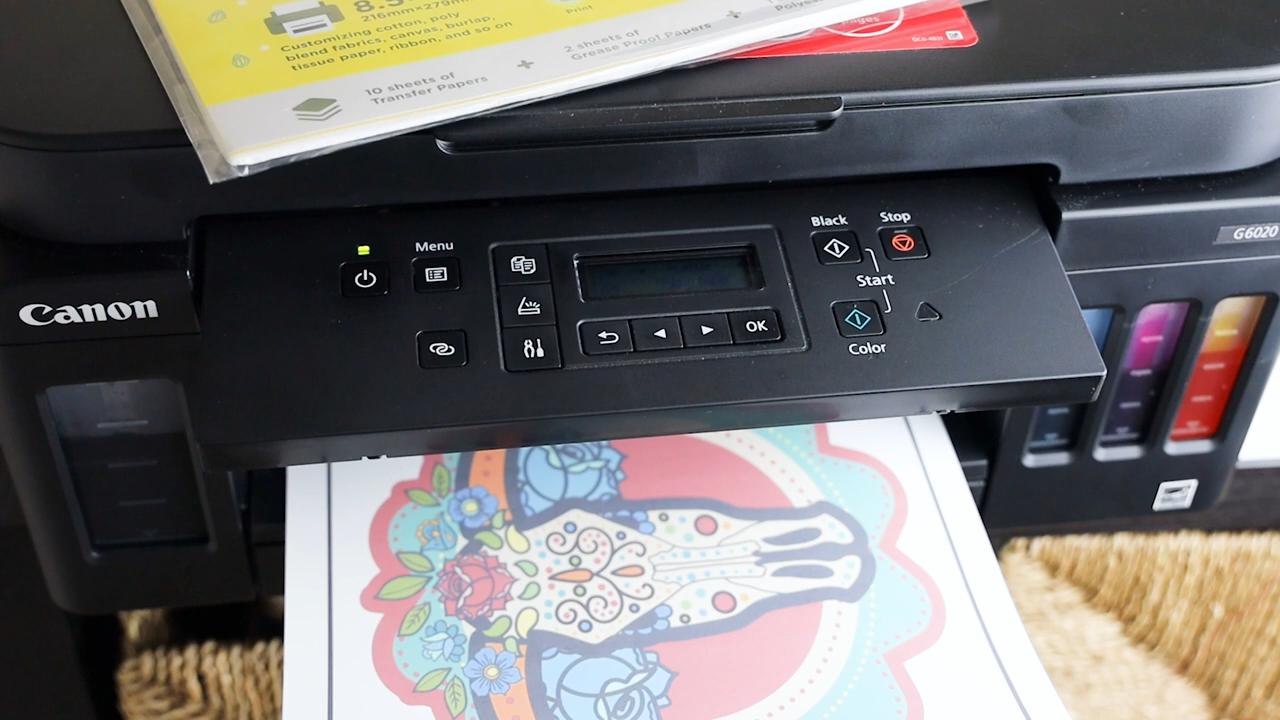 216mm×279mm
Customizing cotton, poly
blend fabrics, canvas, burlap,
tissue paper, ribbon, and so on
Print
10 sheets of
Transfer Papers
+
2 sheets of
Grease Proof Papers
+
Canon
Menu
OK
Black
Stop
Start
Color
G6020